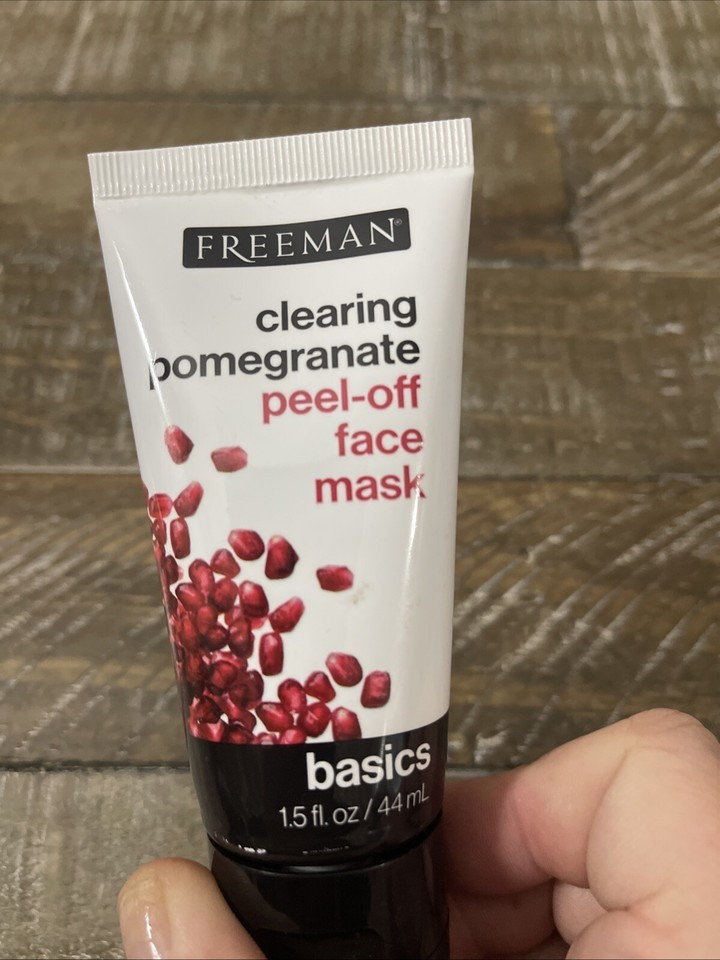 FREEMAN®
clearing
pomegranate
peel-off
face
mask
basics
1.5 fl. oz / 44 mL